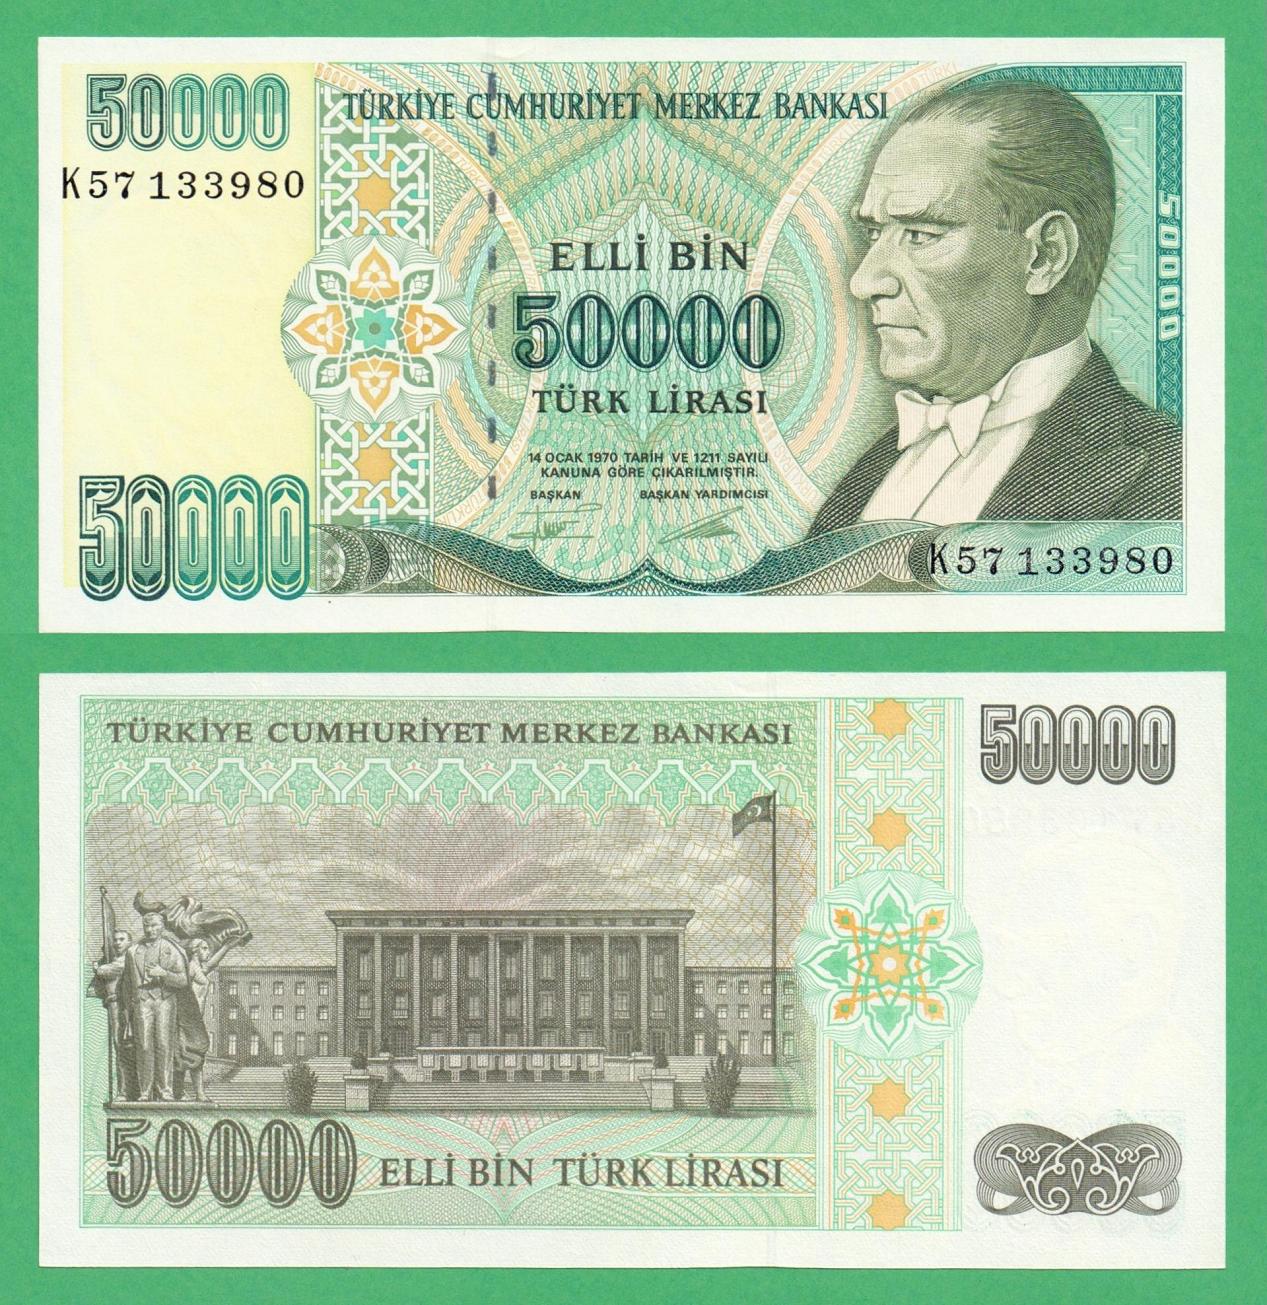 50000
TÜRKİYE CUMHURİYET MERKEZ BANKASI
K57 133980
ELLİ BİN
50000
50000
TÜRK LİRASI
14 OCAK 1970 TARİH VE 1211 SAYILI
KANUNA GÖRE ÇIKARILMIŞTIR.
BAŞKAN BAŞKAN YARDIMCISI
50000
K57 133980
TÜRKİYE CUMHURİYET MERKEZ BANKASI
50000
50000
ELLİ BİN TÜRK LİRASI